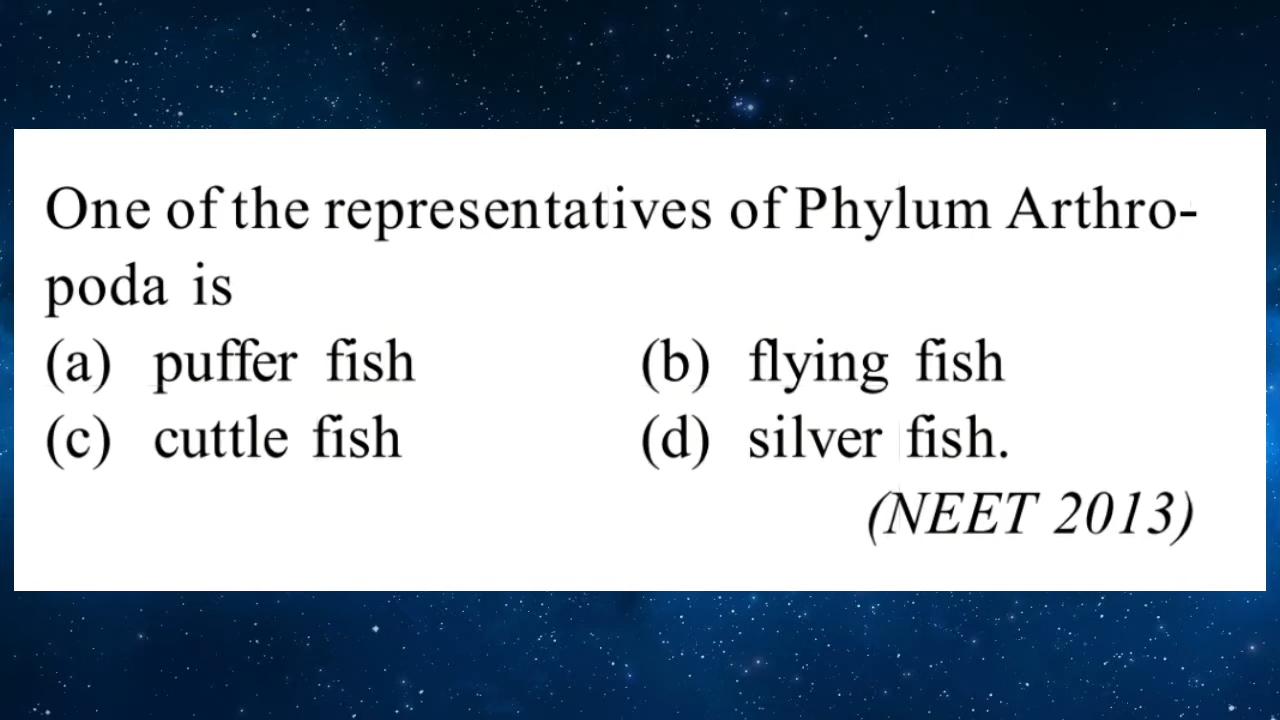 One of the representatives of Phylum Arthro-
poda is
(a) puffer fish (b) flying fish
(c) cuttle fish (d) silver fish.
(NEET 2013)